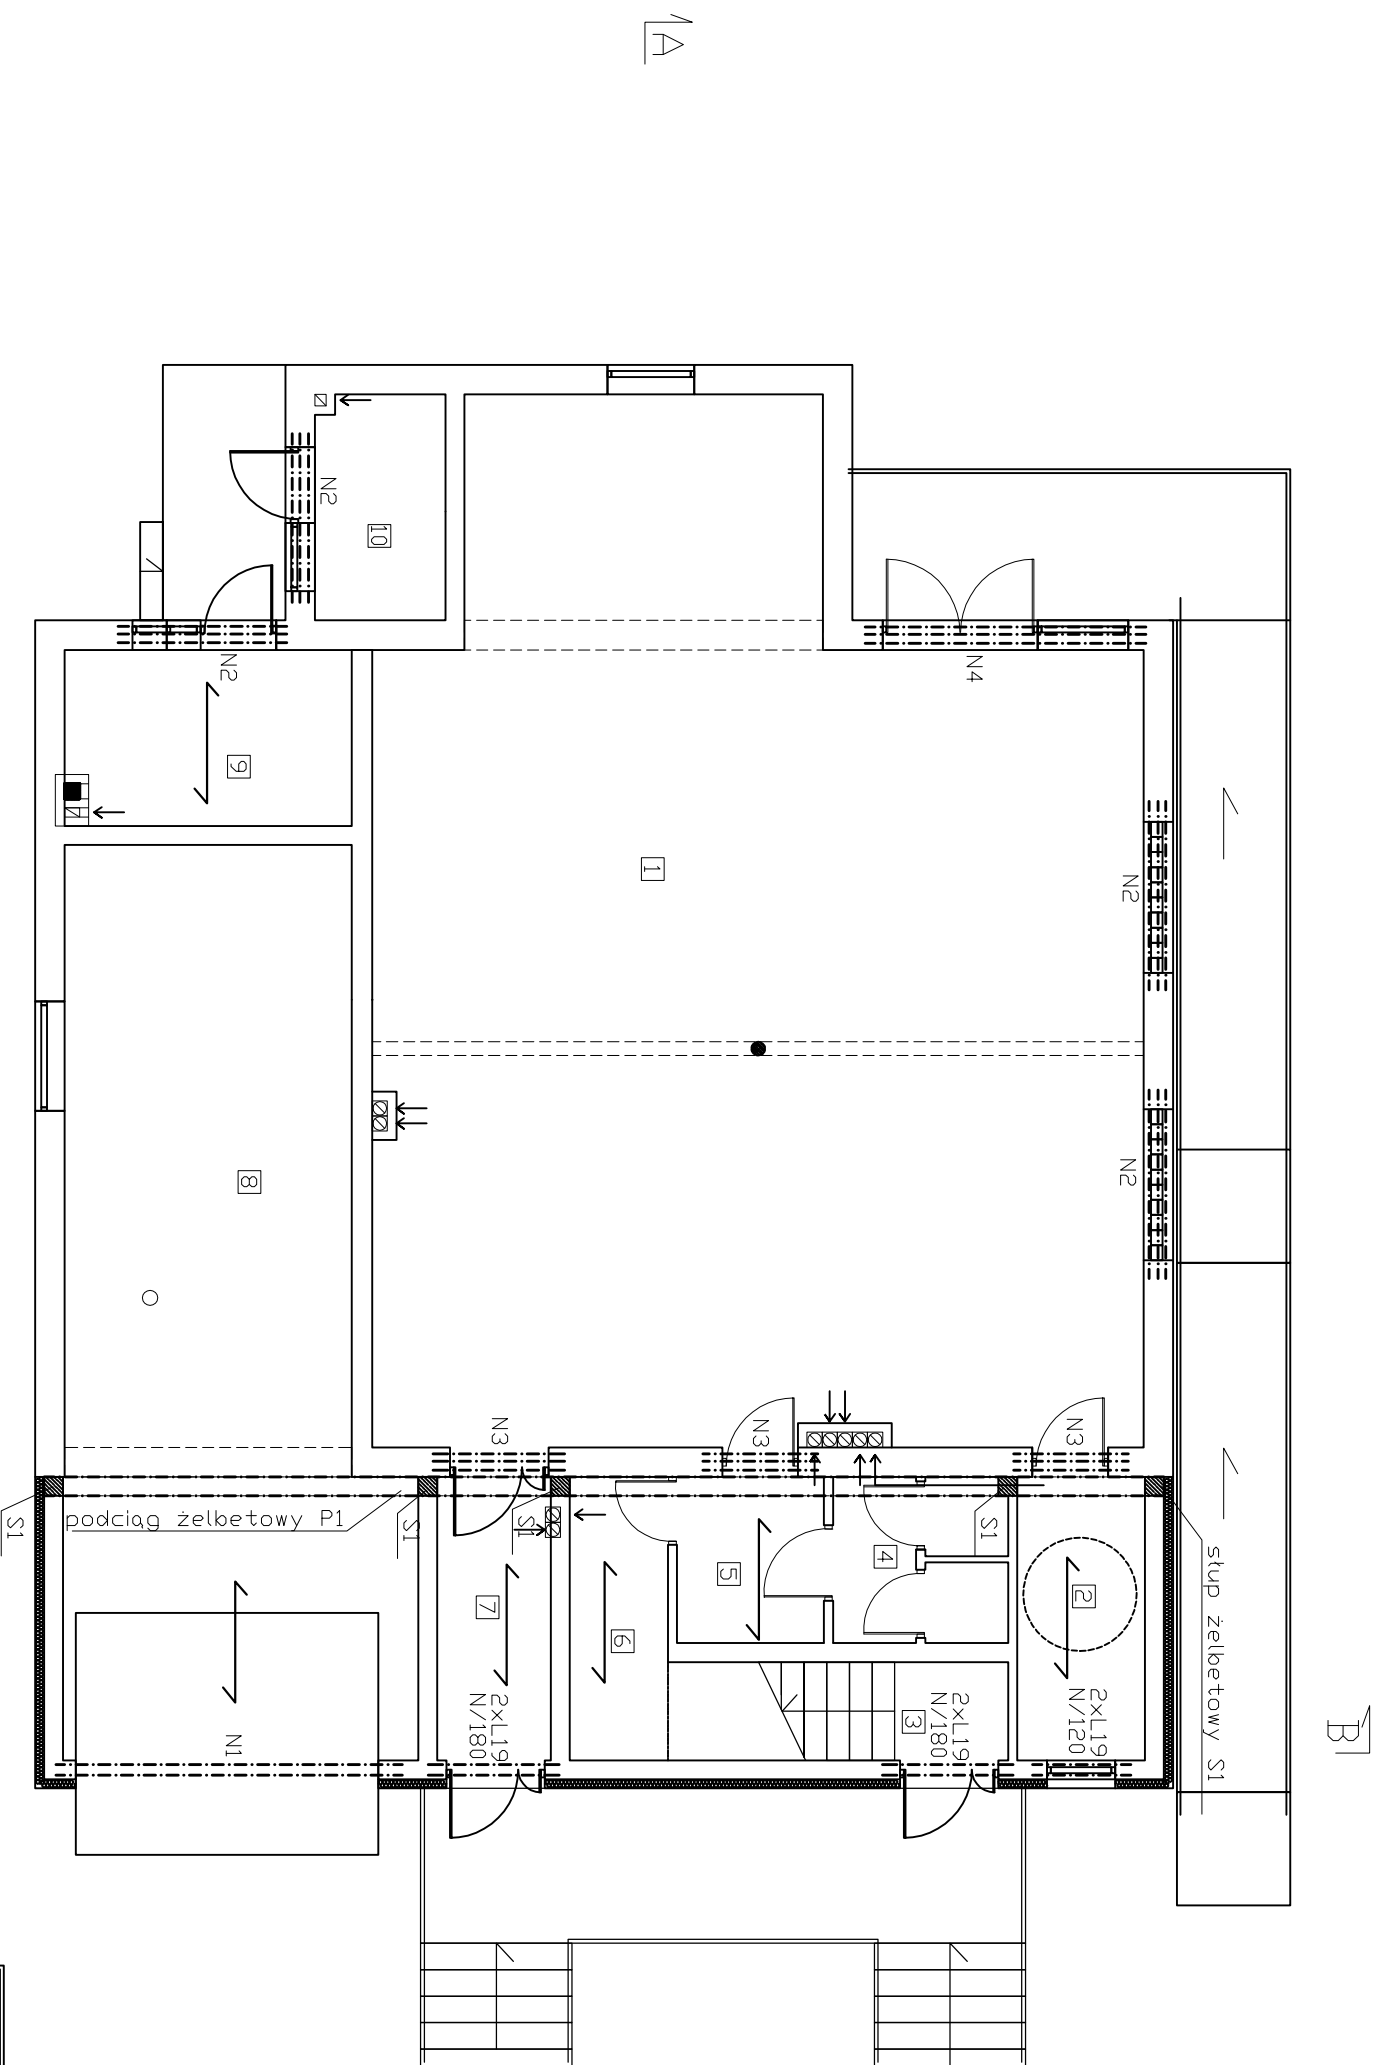 A
N2
10
N2
N4
9
1
N2
N2
8
N3
N3
N3
S1
podciąg żelbetowy P1
S1
S1
S1
słup żelbetowy S1
4
5
2
7
6
3
2xL19
N/180
2xL19
N/180
2xL19
N/120
N1
B